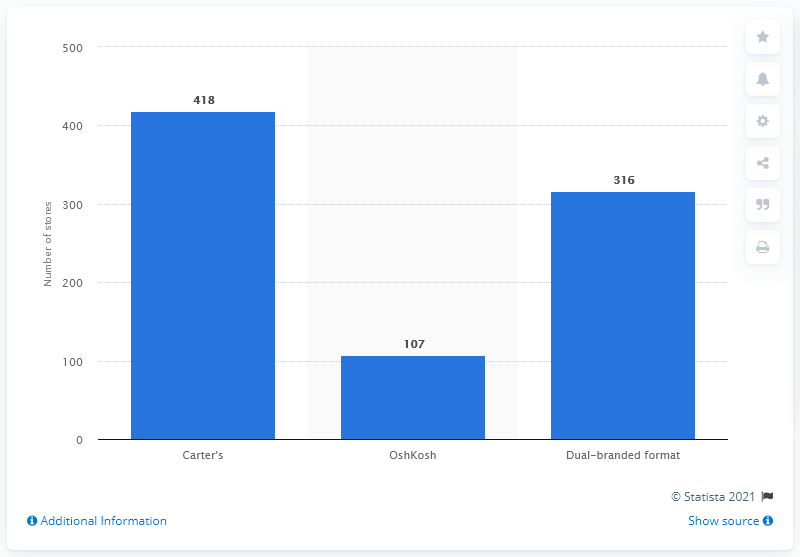 500
400
300
200
100
0
Number of stores
418
107
316
Carter's
OshKosh
Dual-branded format
© Statista 2021
Additional Information
Show source